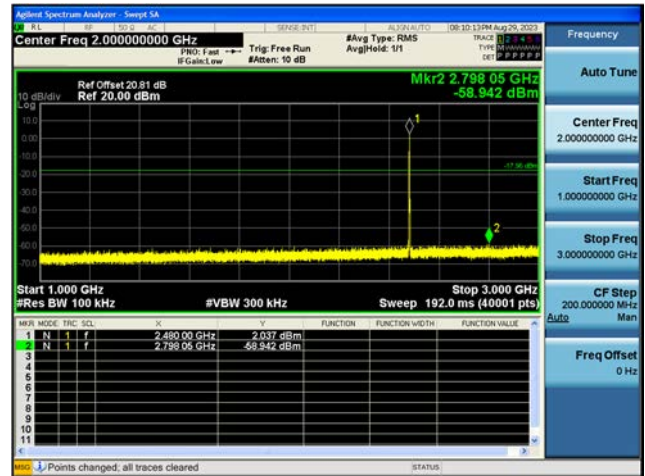 Agilent Spectrum Analyzer - Swept SA
RL RF 50 Ω AC SENSE:INT ALIGN AUTO 08:10:13 PM Aug 29, 2023
Center Freq 2.000000000 GHz
PNO: Fast
IFGain:Low
Trig: Free Run
#Atten: 10 dB
#Avg Type: RMS
Avg|Hold: 1/1
TRACE 1 2 3 4 5 6
TYPE M
DET P P P P P P
Frequency
Mkr2 2.798 05 GHz
-58.942 dBm
Ref Offset 20.81 dB
10 dB/div Ref 20.00 dBm
Log
10.0
0.00
-10.0
-20.0
-30.0
-40.0
-50.0
-60.0
-70.0
1
2
Start 1.000 GHz Stop 3.000 GHz
#Res BW 100 kHz #VBW 300 kHz Sweep 192.0 ms (40001 pts)
MKR MODE TRC SCL X Y FUNCTION FUNCTION WIDTH FUNCTION VALUE
1 N 1 f 2.480 00 GHz 2.037 dBm
2 N 1 f 2.798 05 GHz -58.942 dBm
3
4
5
6
7
8
9
10
11
MSG Points changed; all traces cleared STATUS
Auto Tune
Center Freq
2.000000000 GHz
Start Freq
1.000000000 GHz
Stop Freq
3.000000000 GHz
CF Step
200.000000 MHz
Auto Man
Freq Offset
0 Hz